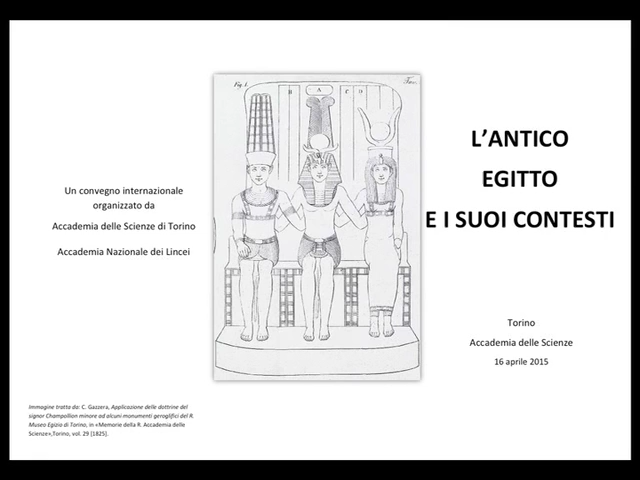 Un convegno internazionale
organizzato da
Accademia delle Scienze di Torino
Accademia Nazionale dei Lincei
Fig 1.
B
A
C
D
L’ANTICO
EGITTO
E I SUOI CONTESTI
Torino
Accademia delle Scienze
16 aprile 2015
Immagine tratta da: C. Gazzera, Applicazione delle dottrine del
signor Champollion minore ad alcuni monumenti geroglifici del R.
Museo Egizio di Torino, in «Memorie della R. Accademia delle
Scienze»,Torino, vol. 29 [1825].